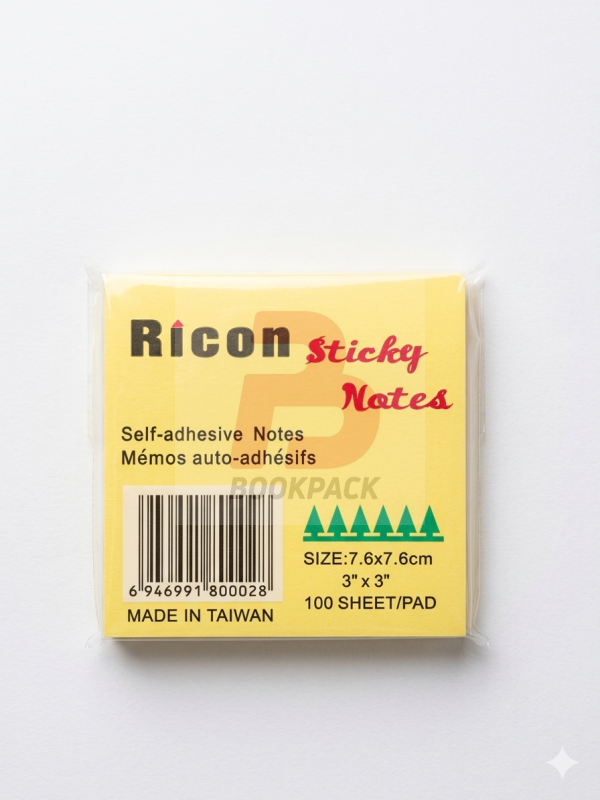 Ricon Sticky
Notes
Self-adhesive Notes
Mémos auto-adhésifs
BOOKPACK
SIZE:7.6x7.6cm
3" x 3"
6 946991 800028
100 SHEET/PAD
MADE IN TAIWAN